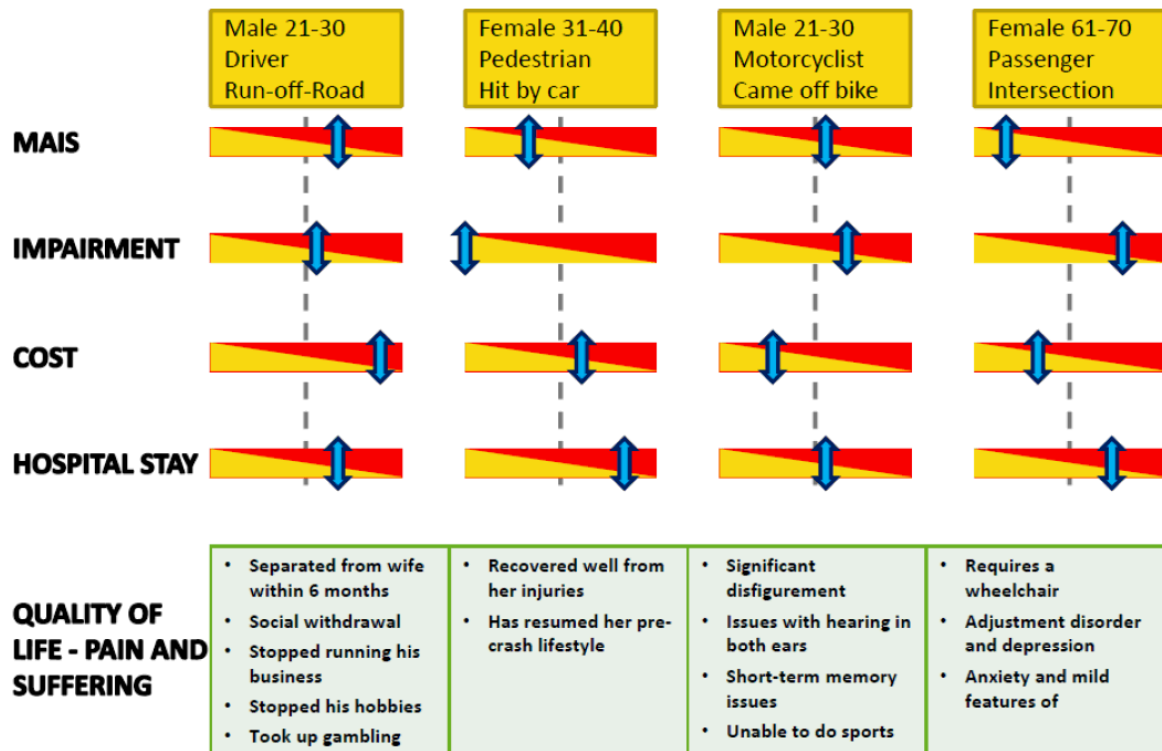 Male 21-30
Driver
Run-off-Road
Female 31-40
Pedestrian
Hit by car
Male 21-30
Motorcyclist
Came off bike
Female 61-70
Passenger
Intersection
MAIS
IMPAIRMENT
COST
HOSPITAL STAY
QUALITY OF
LIFE - PAIN AND
SUFFERING
• Separated from wife
within 6 months
• Social withdrawal
• Stopped running his
business
• Stopped his hobbies
• Took up gambling
• Recovered well from
her injuries
• Has resumed her pre-
crash lifestyle
• Significant
disfigurement
• Issues with hearing in
both ears
• Short-term memory
issues
• Unable to do sports
• Requires a
wheelchair
• Adjustment disorder
and depression
• Anxiety and mild
features of